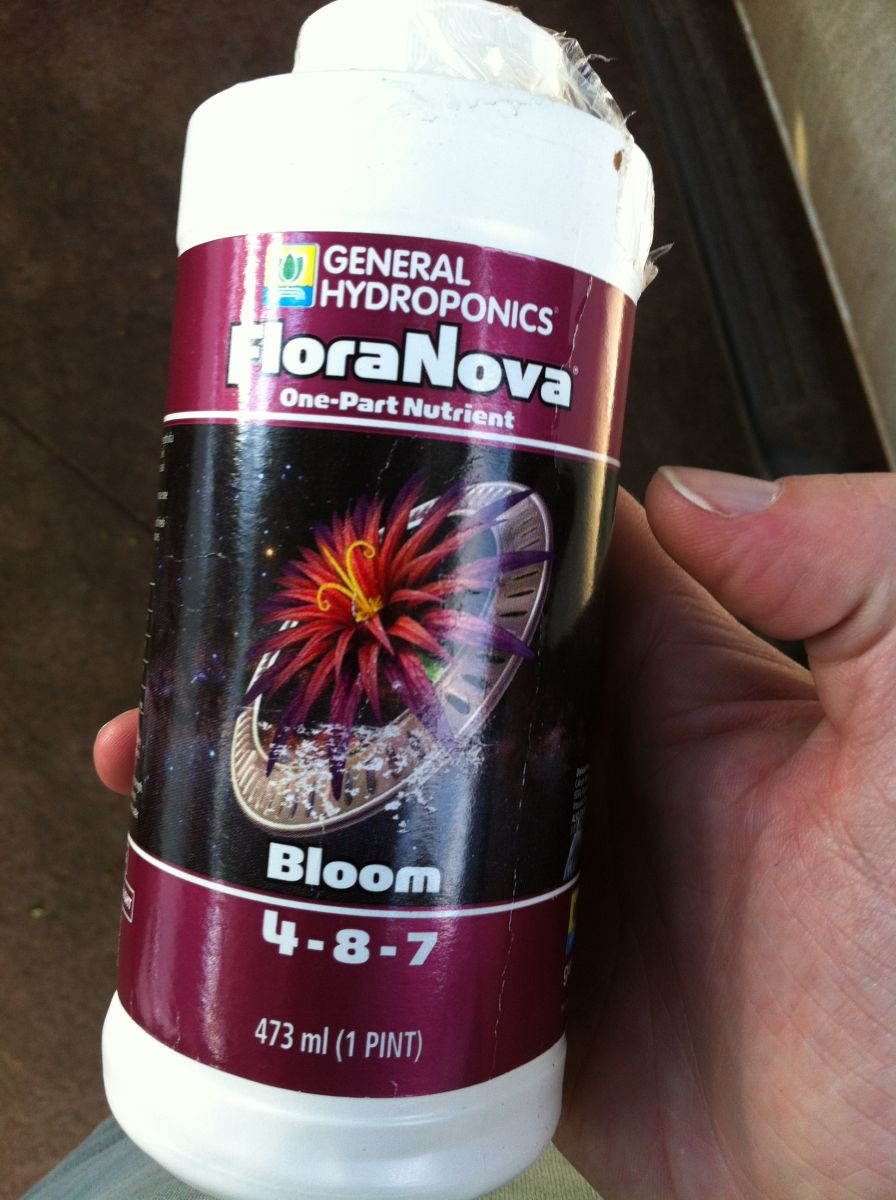 GENERAL
HYDROPONICS
FloraNova®
One-Part Nutrient
Bloom
4-8-7
473 ml (1 PINT)